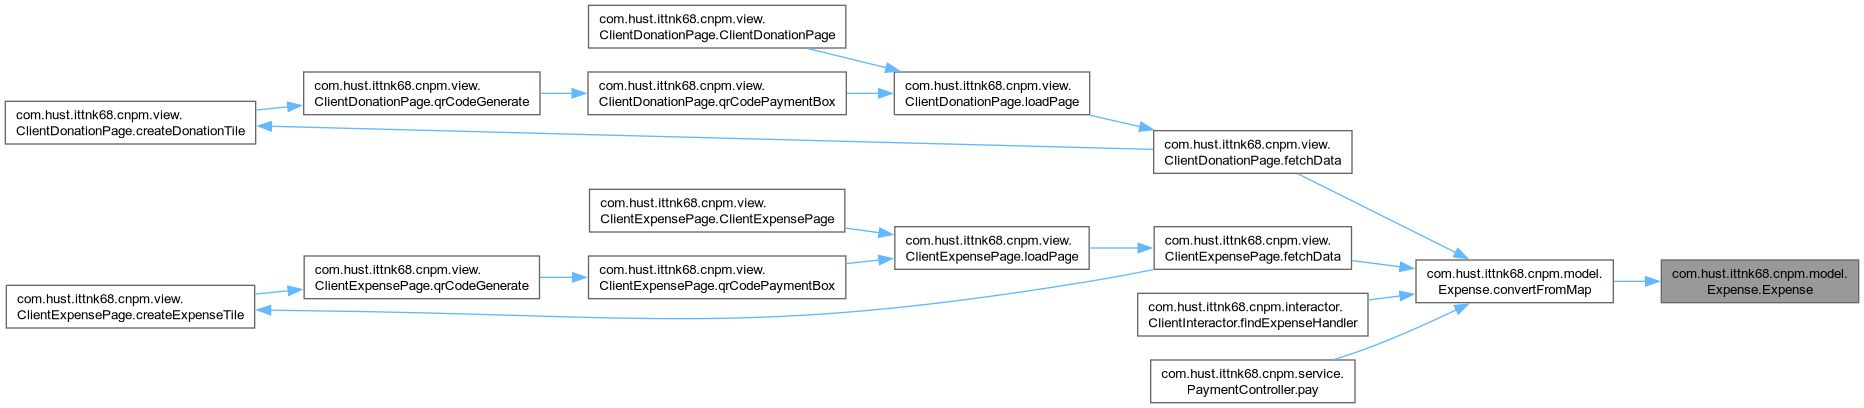 com.hust.ittnk68.cnpm.view.
ClientDonationPage.ClientDonationPage
com.hust.ittnk68.cnpm.view.
ClientDonationPage.createDonationTile
com.hust.ittnk68.cnpm.view.
ClientDonationPage.qrCodeGenerate
com.hust.ittnk68.cnpm.view.
ClientDonationPage.qrCodePaymentBox
com.hust.ittnk68.cnpm.view.
ClientDonationPage.loadPage
com.hust.ittnk68.cnpm.view.
ClientDonationPage.fetchData
com.hust.ittnk68.cnpm.view.
ClientExpensePage.ClientExpensePage
com.hust.ittnk68.cnpm.view.
ClientExpensePage.createExpenseTile
com.hust.ittnk68.cnpm.view.
ClientExpensePage.qrCodeGenerate
com.hust.ittnk68.cnpm.view.
ClientExpensePage.qrCodePaymentBox
com.hust.ittnk68.cnpm.view.
ClientExpensePage.loadPage
com.hust.ittnk68.cnpm.view.
ClientExpensePage.fetchData
com.hust.ittnk68.cnpm.model.
Expense.convertFromMap
com.hust.ittnk68.cnpm.model.
Expense.Expense
com.hust.ittnk68.cnpm.interactor.
ClientInteractor.findExpenseHandler
com.hust.ittnk68.cnpm.service.
PaymentController.pay